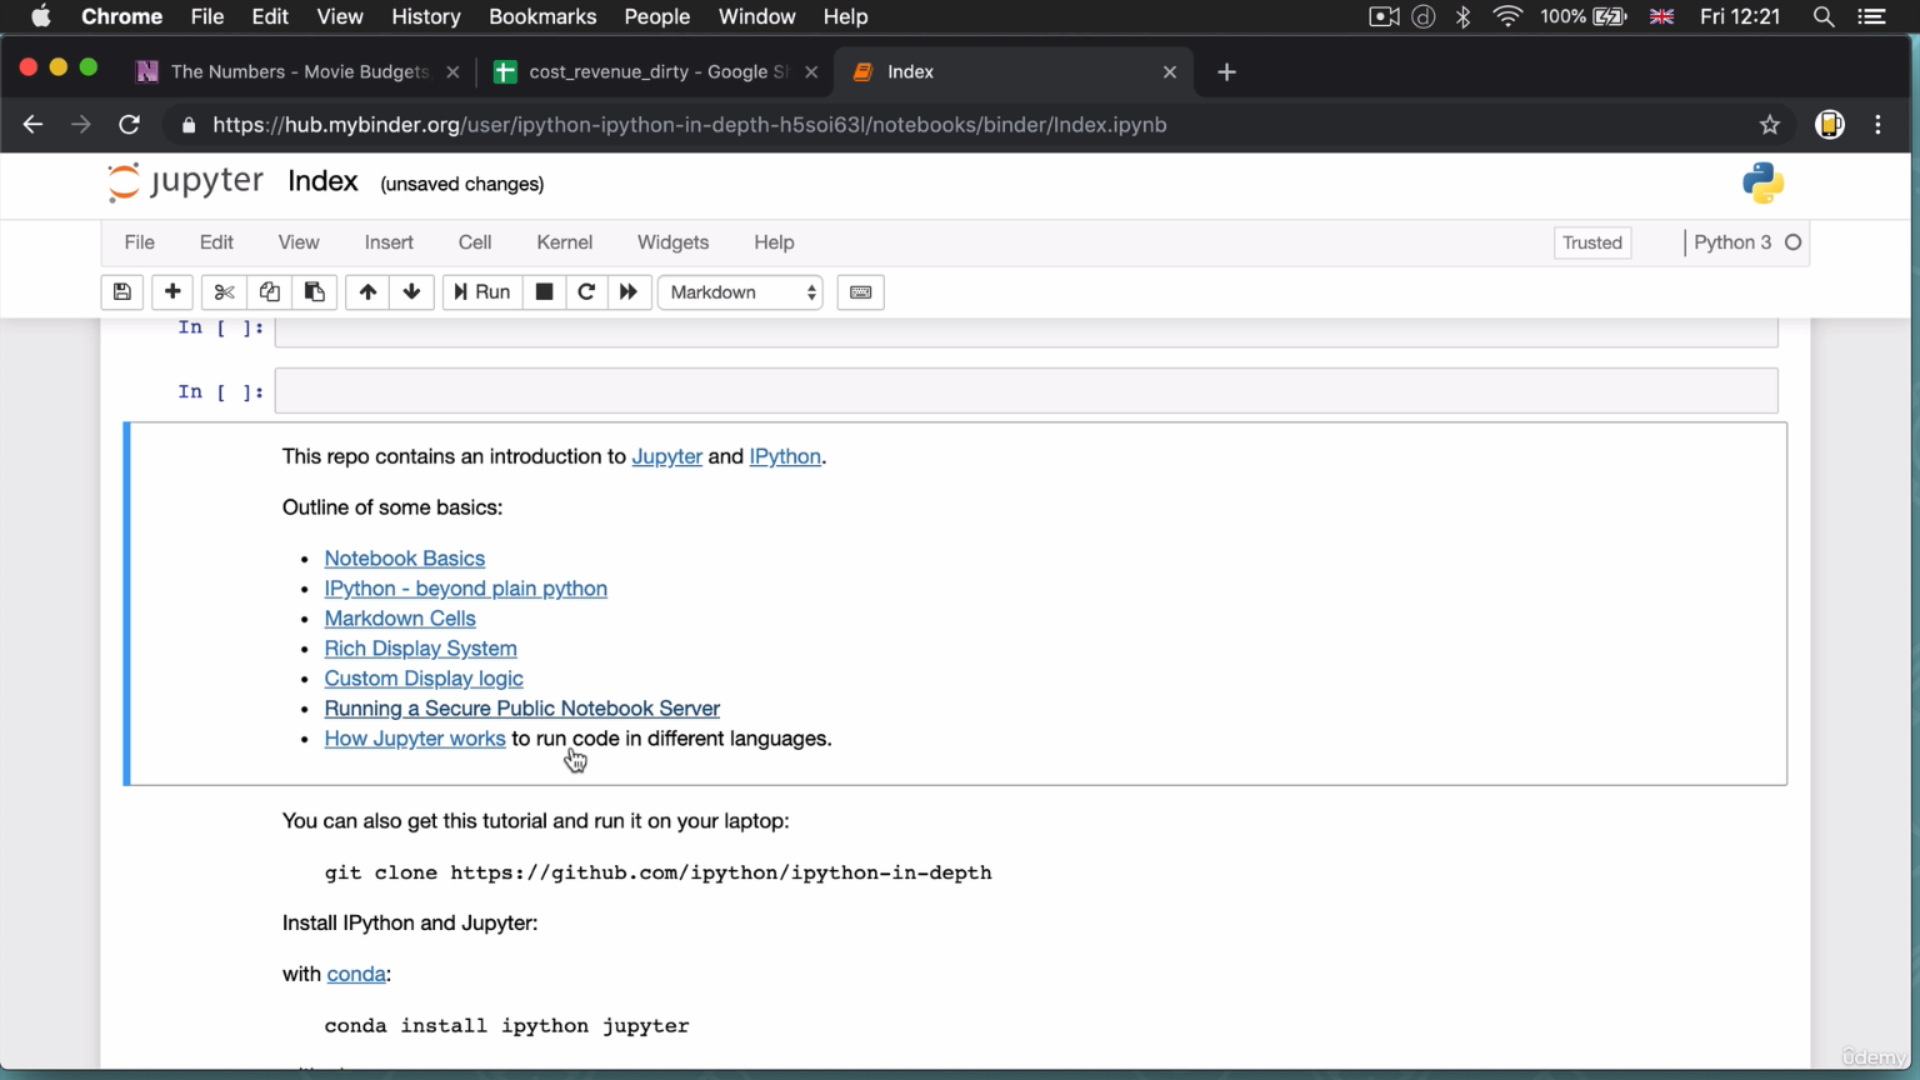 Chrome File Edit View History Bookmarks People Window Help 100% Fri 12:21
The Numbers - Movie Budgets, cost_revenue_dirty - Google Sh Index
https://hub.mybinder.org/user/ipython-ipython-in-depth-h5soi63l/notebooks/binder/Index.ipynb
jupyter Index (unsaved changes)
File Edit View Insert Cell Kernel Widgets Help Trusted Python 3
Run Markdown
In [ ]:
In [ ]:
This repo contains an introduction to Jupyter and IPython.
Outline of some basics:
• Notebook Basics
• IPython - beyond plain python
• Markdown Cells
• Rich Display System
• Custom Display logic
• Running a Secure Public Notebook Server
• How Jupyter works to run code in different languages.
You can also get this tutorial and run it on your laptop:
git clone https://github.com/ipython/ipython-in-depth
Install IPython and Jupyter:
with conda:
conda install ipython jupyter
ûdemy